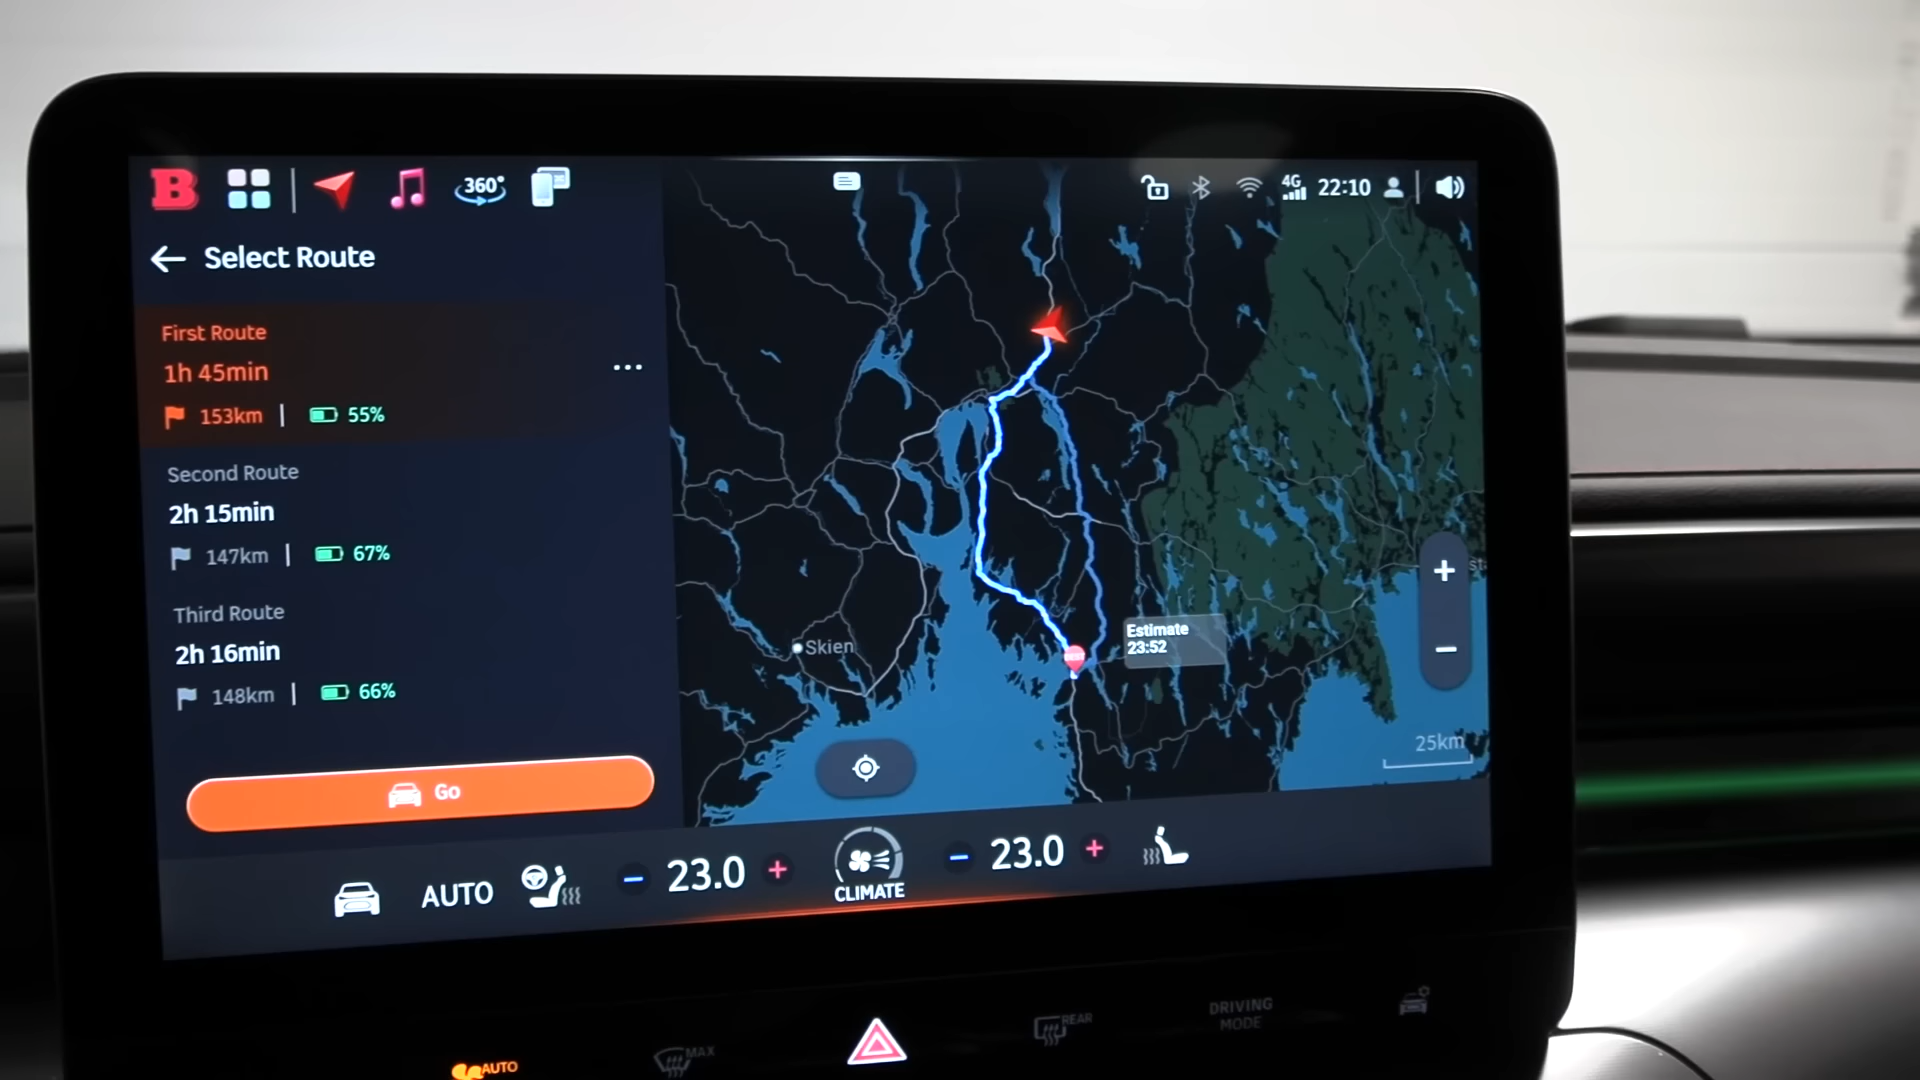 B
360°
4G
22:10
Select Route
First Route
1h 45min
153km | 55%
Second Route
2h 15min
147km | 67%
Third Route
2h 16min
148km | 66%
Go
Skien
Estimate
23:52
+
−
25km
AUTO
− 23.0 +
CLIMATE
− 23.0 +
AUTO
MAX
REAR
DRIVING
MODE